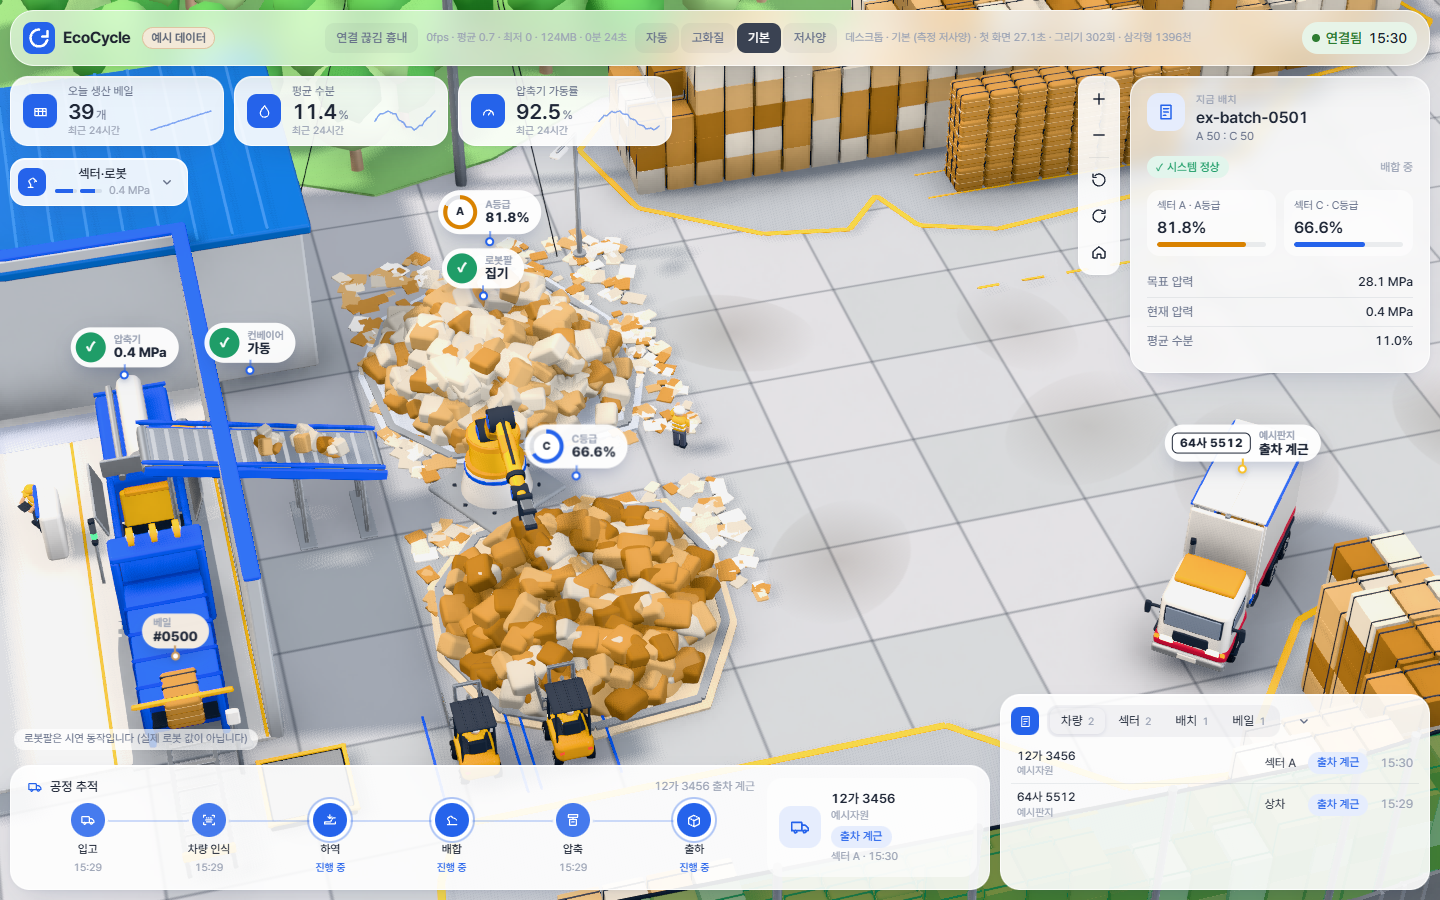 EcoCycle
예시 데이터
연결 끊김 흉내
0fps · 평균 0.7 · 최저 0 · 124MB · 0분 24초
자동
고화질
기본
저사양
데스크톱 · 기본 (측정 저사양) · 첫 화면 27.1초 · 그리기 302회 · 삼각형 1396천
연결됨 15:30
오늘 생산 베일
39개
최근 24시간
평균 수분
11.4%
최근 24시간
압축기 가동률
92.5%
최근 24시간
섹터·로봇
0.4 MPa
지금 배치
ex-batch-0501
A 50 : C 50
✓ 시스템 정상
배합 중
섹터 A · A등급
81.8%
섹터 C · C등급
66.6%
목표 압력
28.1 MPa
현재 압력
0.4 MPa
평균 수분
11.0%
A
A등급
81.8%
로봇팔
집기
압축기
0.4 MPa
컨베이어
가동
C
C등급
66.6%
64사 5512
예시판지
출차 계근
베일
#0500
로봇팔은 시연 동작입니다 (실제 로봇 값이 아닙니다)
공정 추적
12가 3456 출차 계근
입고
15:29
차량 인식
15:29
하역
진행 중
배합
진행 중
압축
15:29
출하
진행 중
12가 3456
예시자원
출차 계근
섹터 A · 15:30
차량 2
섹터 2
배치 1
베일 1
12가 3456
예시자원
섹터 A
출차 계근
15:30
64사 5512
예시판지
상차
출차 계근
15:29